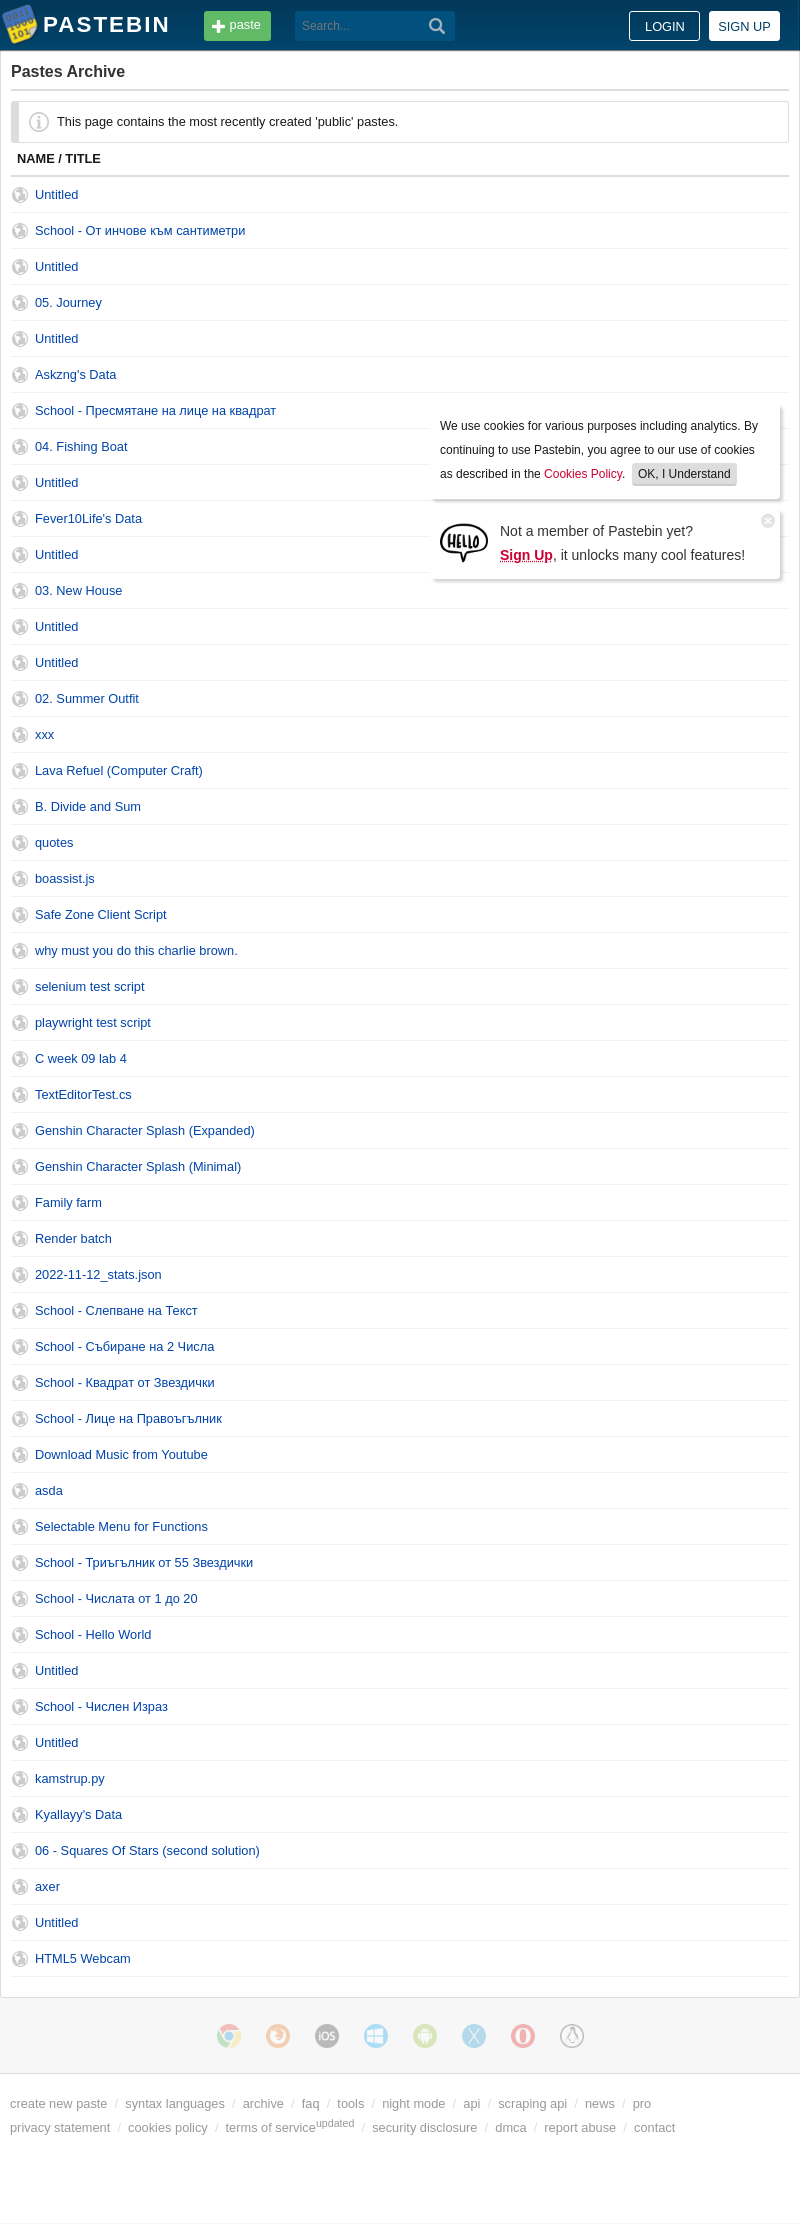 PASTEBIN paste Search... LOGIN SIGN UP
Pastes Archive
This page contains the most recently created 'public' pastes.
NAME / TITLE
Untitled
School - От инчове към сантиметри
Untitled
05. Journey
Untitled
Askzng's Data
School - Пресмятане на лице на квадрат
04. Fishing Boat
Untitled
Fever10Life's Data
Untitled
03. New House
We use cookies for various purposes including analytics. By
continuing to use Pastebin, you agree to our use of cookies
as described in the Cookies Policy. OK, I Understand
HELLO
Not a member of Pastebin yet?
Sign Up, it unlocks many cool features!
Untitled
Untitled
02. Summer Outfit
xxx
Lava Refuel (Computer Craft)
B. Divide and Sum
quotes
boassist.js
Safe Zone Client Script
why must you do this charlie brown.
selenium test script
playwright test script
C week 09 lab 4
TextEditorTest.cs
Genshin Character Splash (Expanded)
Genshin Character Splash (Minimal)
Family farm
Render batch
2022-11-12_stats.json
School - Слепване на Текст
School - Събиране на 2 Числа
School - Квадрат от Звездички
School - Лице на Правоъгълник
Download Music from Youtube
asda
Selectable Menu for Functions
School - Триъгълник от 55 Звездички
School - Числата от 1 до 20
School - Hello World
Untitled
School - Числен Израз
Untitled
kamstrup.py
Kyallayy's Data
06 - Squares Of Stars (second solution)
axer
Untitled
HTML5 Webcam
iOS
create new paste / syntax languages / archive / faq / tools / night mode / api / scraping api / news / pro
privacy statement / cookies policy / terms of service updated / security disclosure / dmca / report abuse / contact